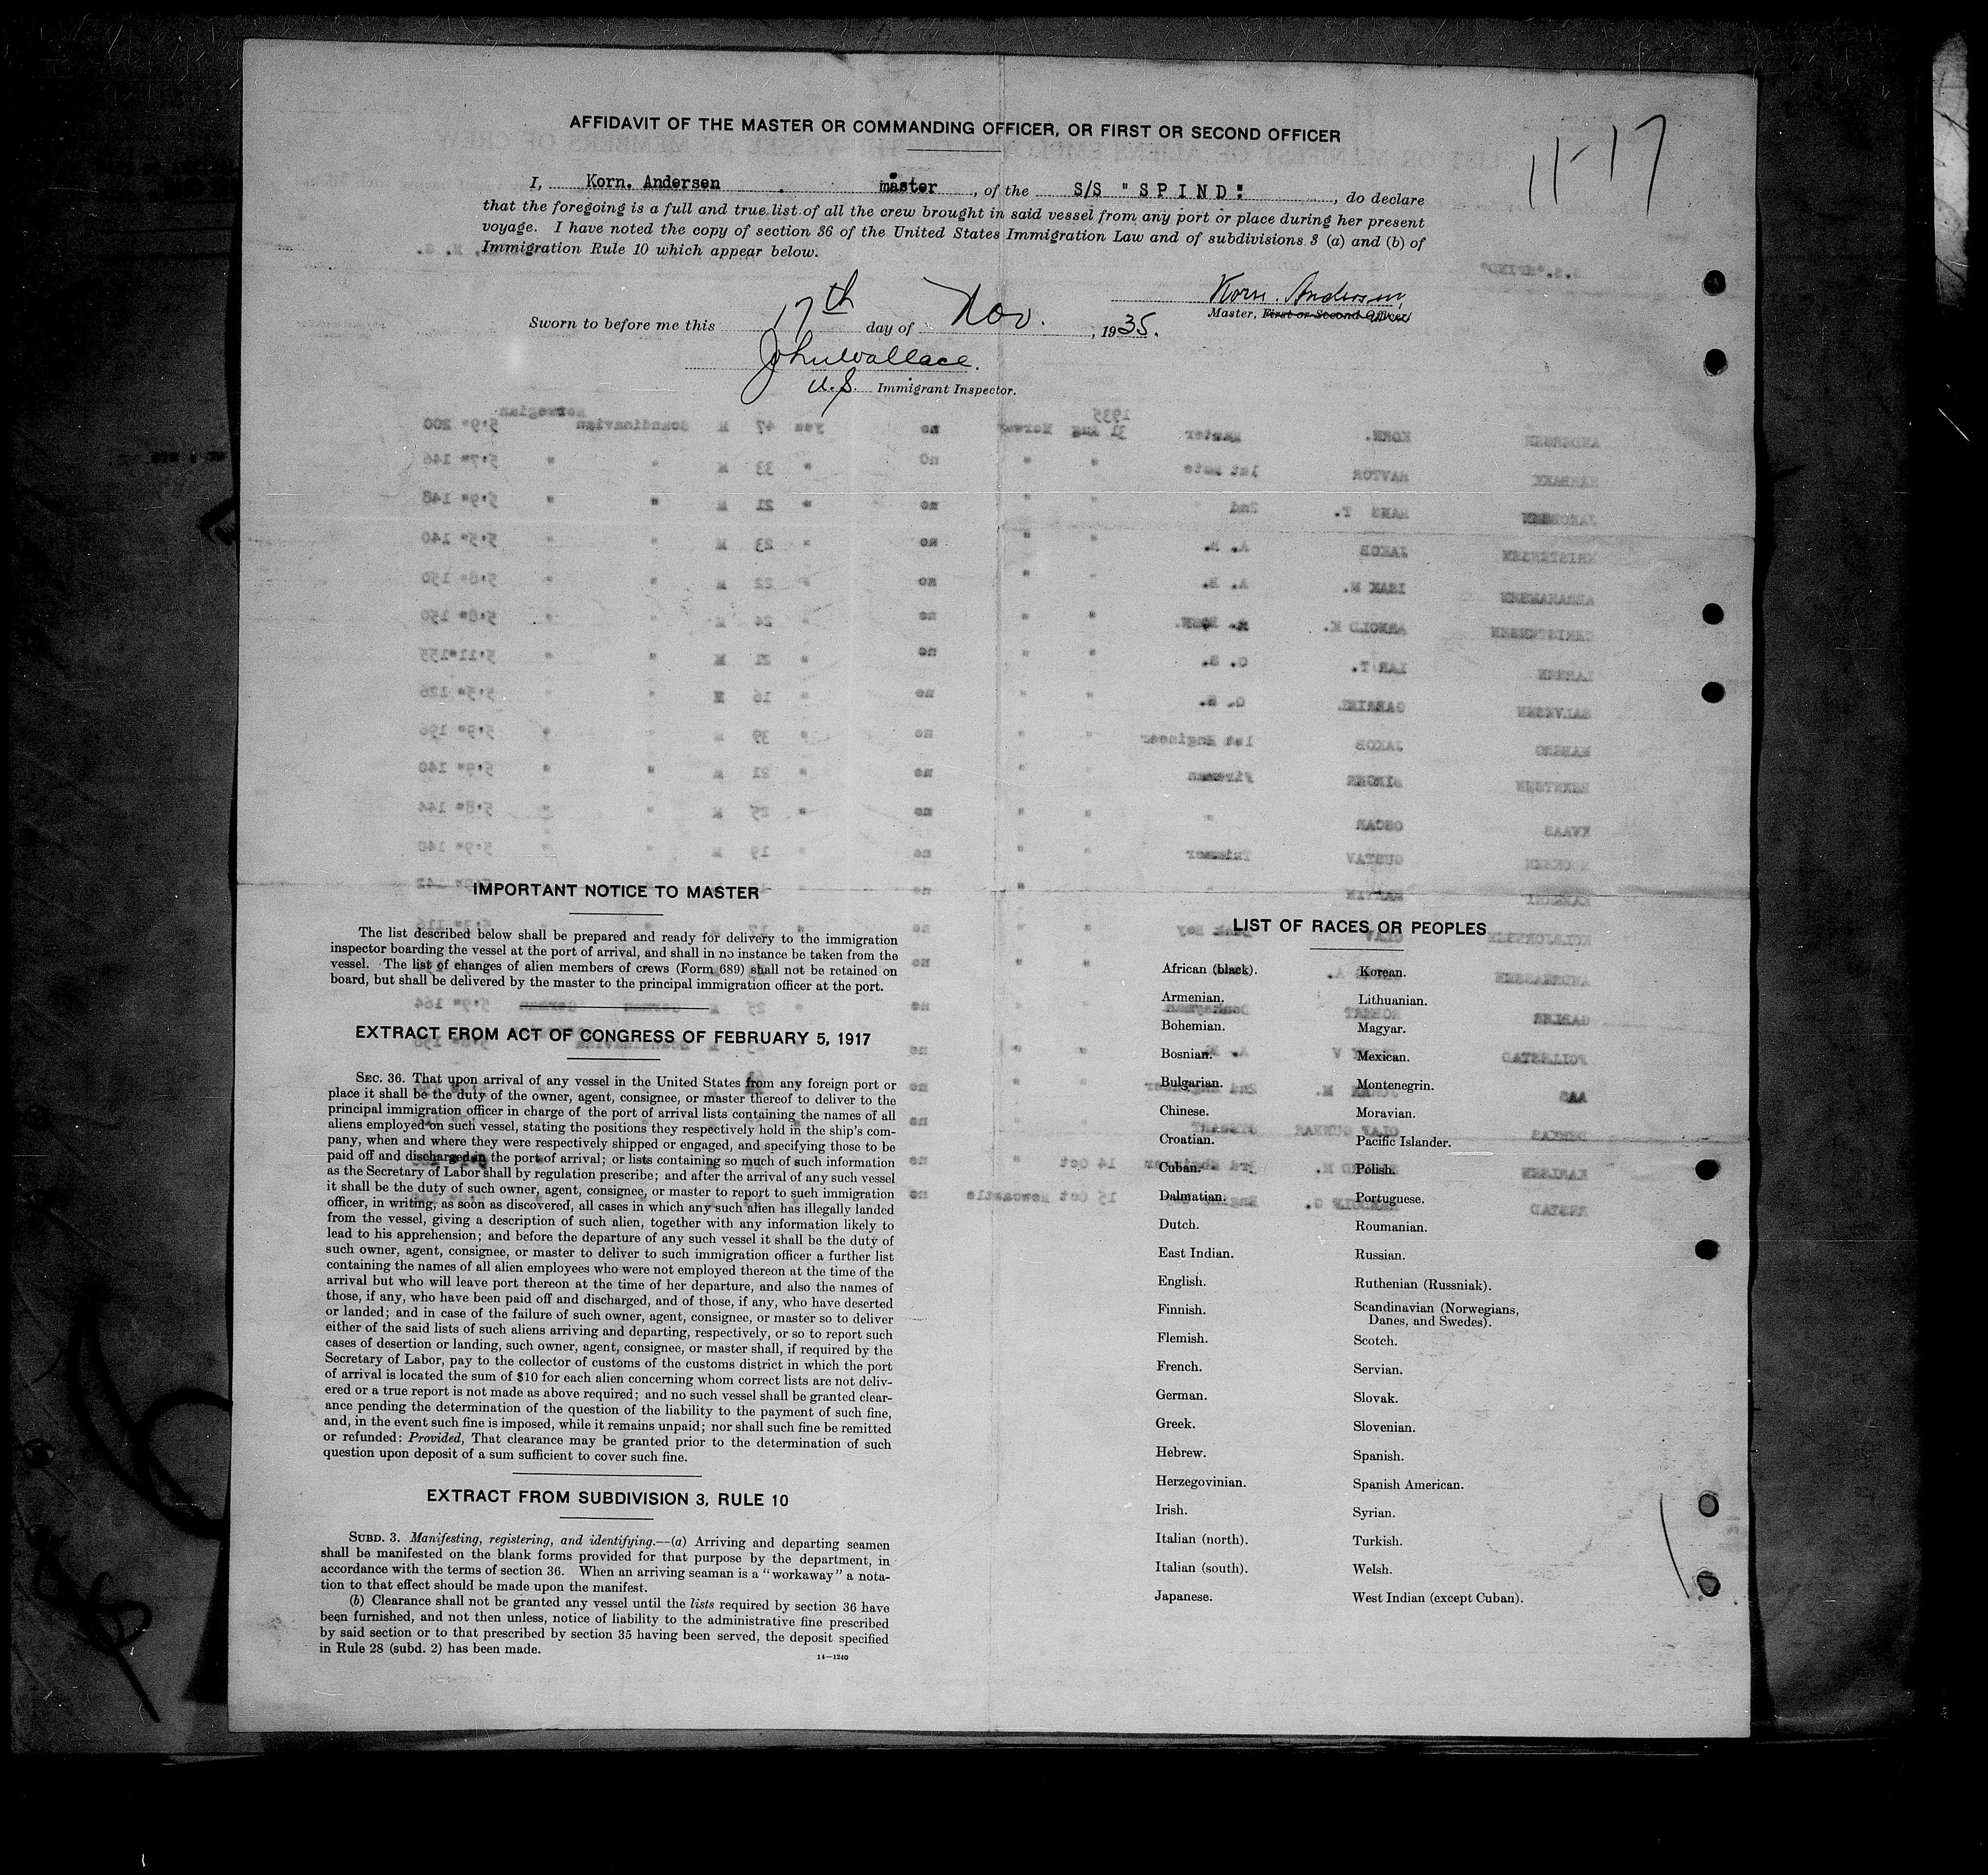 AFFIDAVIT OF THE MASTER OR COMMANDING OFFICER, OR FIRST OR SECOND OFFICER
11-17
I, Korn. Andersen master, of the S/S "SPIND", do declare
that the foregoing is a full and true list of all the crew brought in said vessel from any port or place during her present
voyage. I have noted the copy of section 36 of the United States Immigration Law and of subdivisions 3 (a) and (b) of
Immigration Rule 10 which appear below.
Korn. Andersen
Master, First or Second Officer
Sworn to before me this 17th day of Nov., 1935.
John Wallace.
U.S. Immigrant Inspector.
IMPORTANT NOTICE TO MASTER
The list described below shall be prepared and ready for delivery to the immigration
inspector boarding the vessel at the port of arrival, and shall in no instance be taken from the
vessel. The list of changes of alien members of crews (Form 689) shall not be retained on
board, but shall be delivered by the master to the principal immigration officer at the port.
EXTRACT FROM ACT OF CONGRESS OF FEBRUARY 5, 1917
SEC. 36. That upon arrival of any vessel in the United States from any foreign port or
place it shall be the duty of the owner, agent, consignee, or master thereof to deliver to the
principal immigration officer in charge of the port of arrival lists containing the names of all
aliens employed on such vessel, stating the positions they respectively hold in the ship's com-
pany, when and where they were respectively shipped or engaged, and specifying those to be
paid off and discharged in the port of arrival; or lists containing so much of such information
as the Secretary of Labor shall by regulation prescribe; and after the arrival of any such vessel
it shall be the duty of such owner, agent, consignee, or master to report to such immigration
officer, in writing, as soon as discovered, all cases in which any such alien has illegally landed
from the vessel, giving a description of such alien, together with any information likely to
lead to his apprehension; and before the departure of any such vessel it shall be the duty of
such owner, agent, consignee, or master to deliver to such immigration officer a further list
containing the names of all alien employees who were not employed thereon at the time of the
arrival but who will leave port thereon at the time of her departure, and also the names of
those, if any, who have been paid off and discharged, and of those, if any, who have deserted
or landed; and in case of the failure of such owner, agent, consignee, or master so to deliver
either of the said lists of such aliens arriving and departing, respectively, or so to report such
cases of desertion or landing, such owner, agent, consignee, or master shall, if required by the
Secretary of Labor, pay to the collector of customs of the customs district in which the port
of arrival is located the sum of $10 for each alien concerning whom correct lists are not deliv-
ered or a true report is not made as above required; and no such vessel shall be granted clear-
ance pending the determination of the question of the liability to the payment of such fine,
and, in the event such fine is imposed, while it remains unpaid; nor shall such fine be remitted
or refunded: Provided, That clearance may be granted prior to the determination of such
question upon deposit of a sum sufficient to cover such fine.
EXTRACT FROM SUBDIVISION 3, RULE 10
SUBD. 3. Manifesting, registering, and identifying.—(a) Arriving and departing seamen
shall be manifested on the blank forms provided for that purpose by the department, in
accordance with the terms of section 36. When an arriving seaman is a "workaway" a nota-
tion to that effect should be made upon the manifest.
(b) Clearance shall not be granted any vessel until the lists required by section 36 have
been furnished, and not then unless, notice of liability to the administrative fine prescribed
by said section or to that prescribed by section 35 having been served, the deposit specified
in Rule 28 (subd. 2) has been made.
14—1240
LIST OF RACES OR PEOPLES
African (black).
Armenian.
Bohemian.
Bosnian.
Bulgarian.
Chinese.
Croatian.
Cuban.
Dalmatian.
Dutch.
East Indian.
English.
Finnish.
Flemish.
French.
German.
Greek.
Hebrew.
Herzegovinian.
Irish.
Italian (north).
Italian (south).
Japanese.
Korean.
Lithuanian.
Magyar.
Mexican.
Montenegrin.
Moravian.
Pacific Islander.
Polish.
Portuguese.
Roumanian.
Russian.
Ruthenian (Russniak).
Scandinavian (Norwegians,
Danes, and Swedes).
Scotch.
Servian.
Slovak.
Slovenian.
Spanish.
Spanish American.
Syrian.
Turkish.
Welsh.
West Indian (except Cuban).